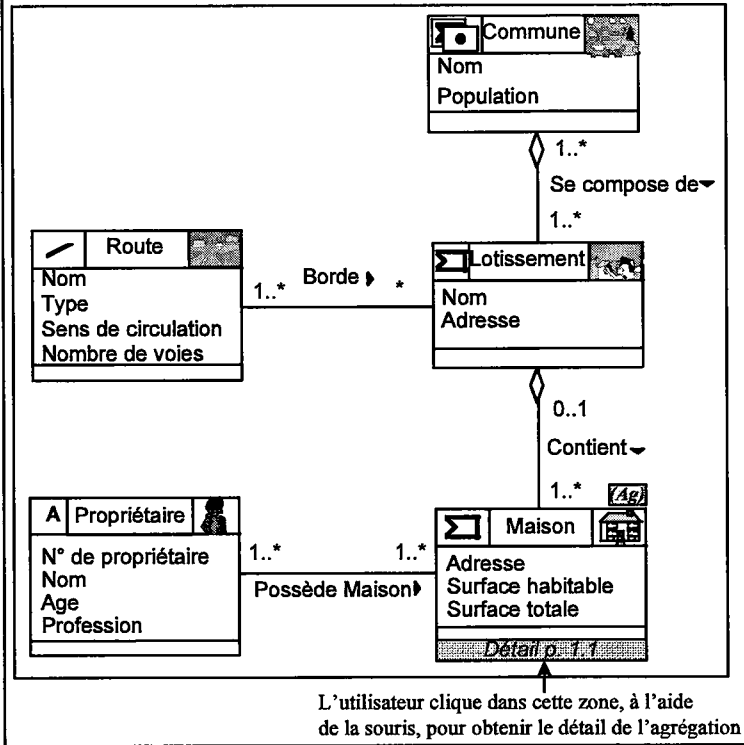 Commune
Nom
Population
1..*
Se compose de
1..*
Route
Nom
Type
Sens de circulation
Nombre de voies
1..*
Borde
*
Lotissement
Nom
Adresse
0..1
Contient
1..*
(Ag)
A Propriétaire
N° de propriétaire
Nom
Age
Profession
1..*
Possède Maison
1..*
Maison
Adresse
Surface habitable
Surface totale
Détail p. 1.1
L'utilisateur clique dans cette zone, à l'aide
de la souris, pour obtenir le détail de l'agrégation